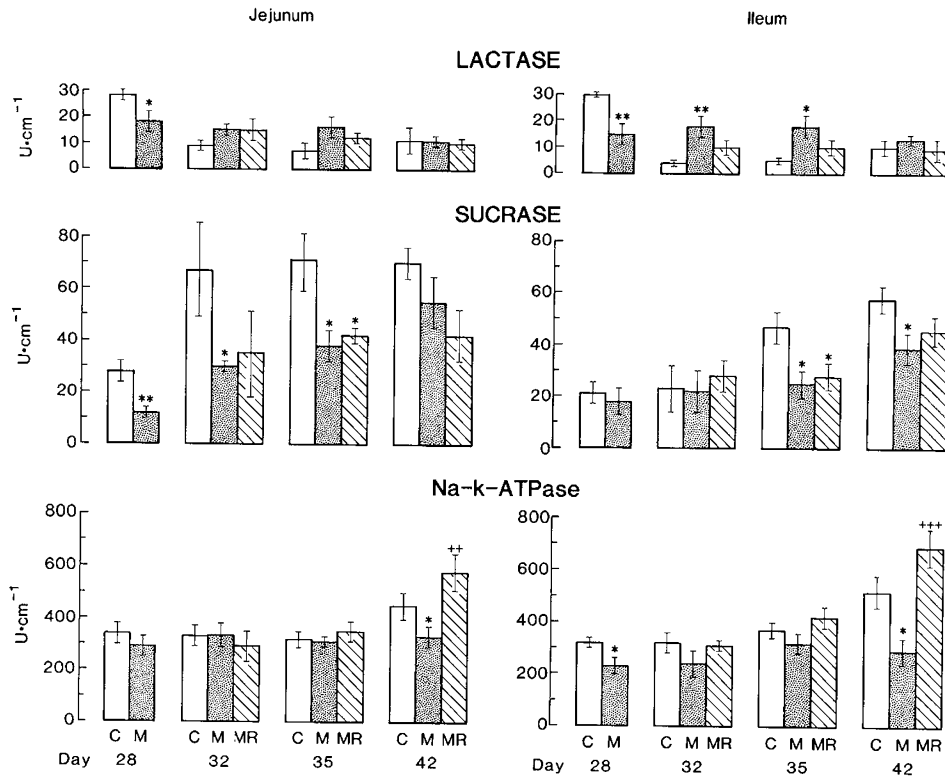 Jejunum Ileum
LACTASE
30
20
10
0
U•cm⁻¹
*
30
20
10
0
** ** *
SUCRASE
80
60
40
20
0
U•cm⁻¹
** * * *
80
60
40
20
0
* * *
Na-k-ATPase
800
600
400
200
0
U•cm⁻¹
* ++
800
600
400
200
0
* * +++
C M C M MR C M MR C M MR C M C M MR C M MR C M MR
Day 28 32 35 42 28 32 35 42